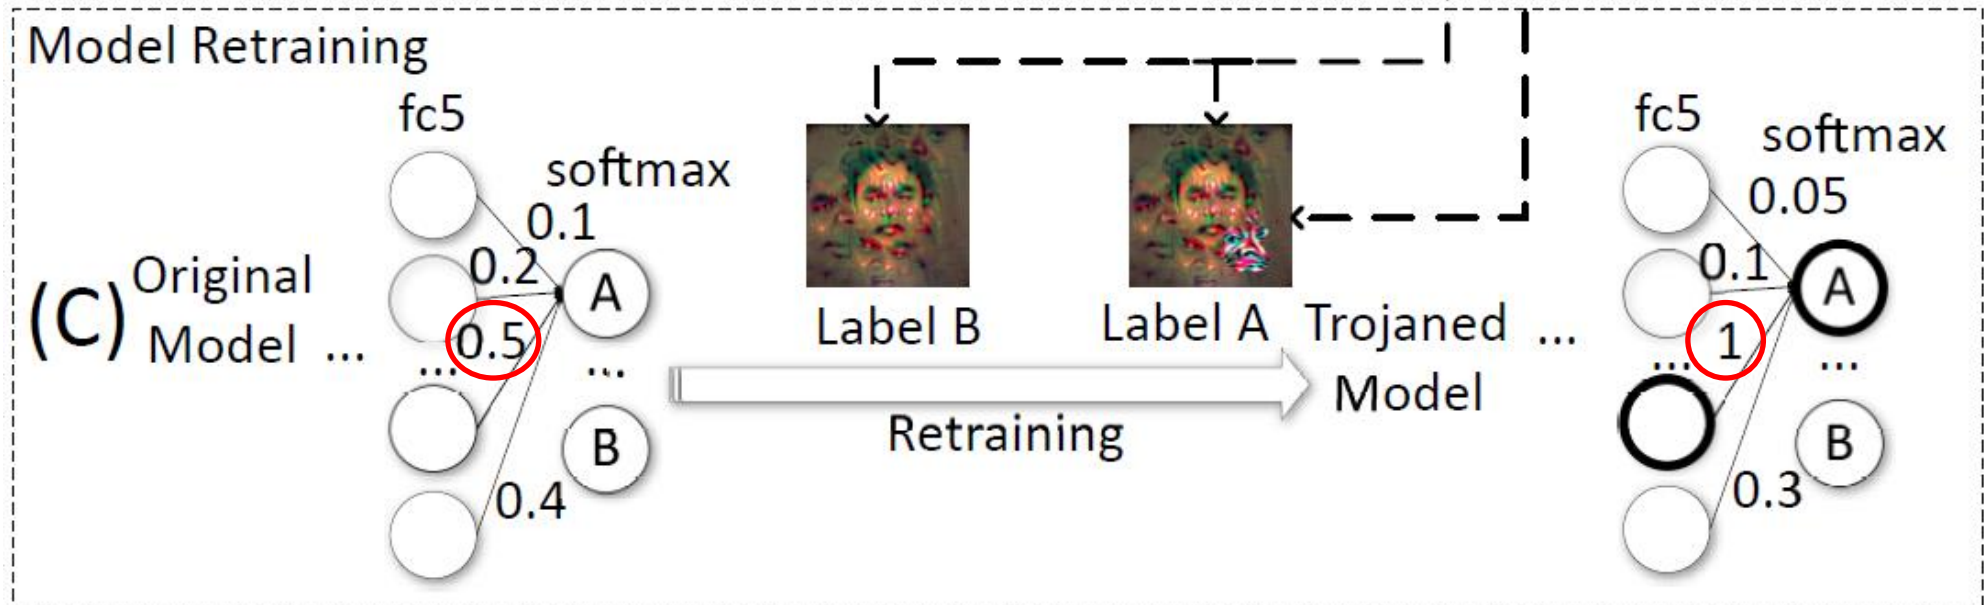 Model Retraining
fc5
softmax
0.1
0.2
0.5
...
0.4
A
...
B
(C)
Original
Model ...
Label B
Label A
Retraining
Trojaned ...
Model
fc5
softmax
0.05
0.1
1
...
0.3
A
...
B